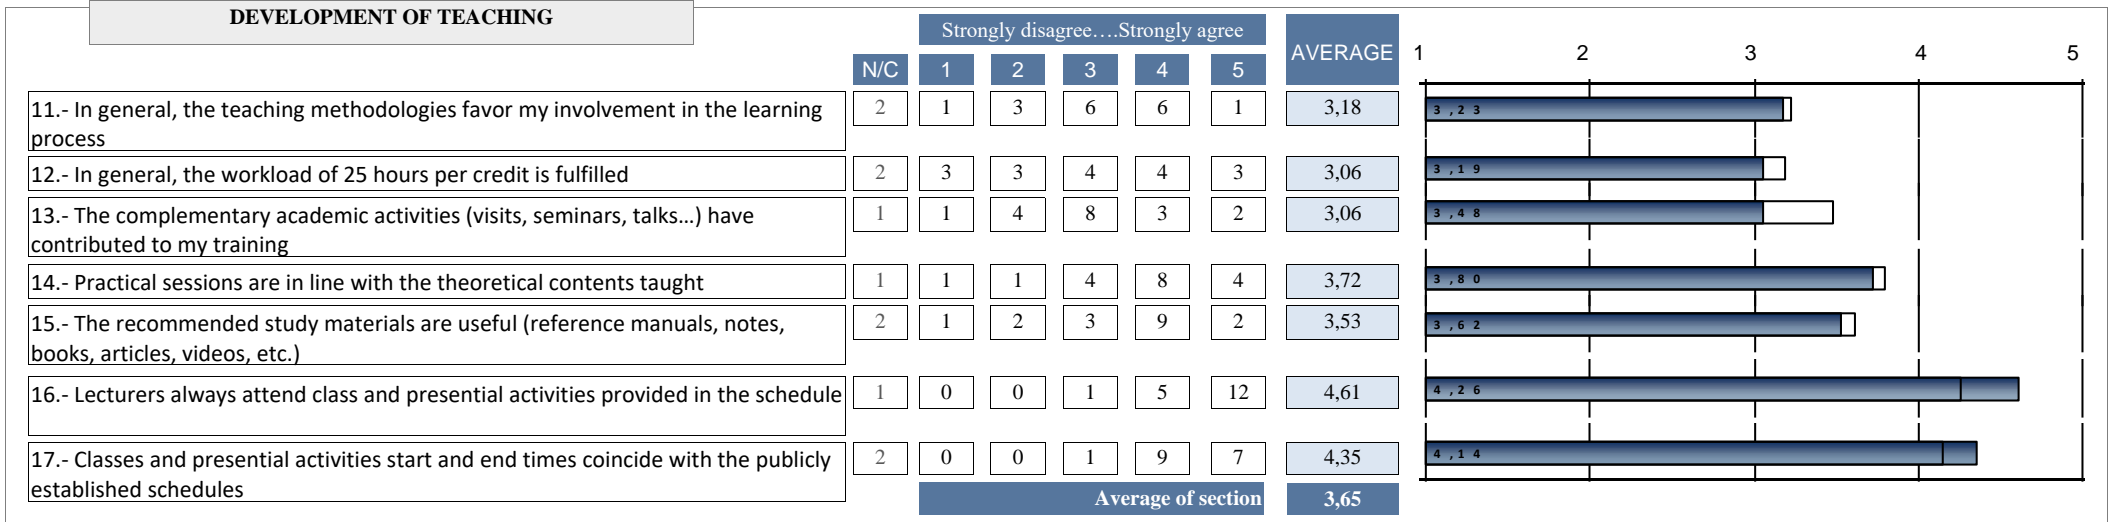 DEVELOPMENT OF TEACHING
Strongly disagree....Strongly agree
AVERAGE
1 2 3 4 5
N/C 1 2 3 4 5
11.- In general, the teaching methodologies favor my involvement in the learning
process
2 1 3 6 6 1 3,18 3,23
12.- In general, the workload of 25 hours per credit is fulfilled 2 3 3 4 4 3 3,06 3,19
13.- The complementary academic activities (visits, seminars, talks...) have
contributed to my training
1 1 4 8 3 2 3,06 3,48
14.- Practical sessions are in line with the theoretical contents taught 1 1 1 4 8 4 3,72 3,80
15.- The recommended study materials are useful (reference manuals, notes,
books, articles, videos, etc.)
2 1 2 3 9 2 3,53 3,62
16.- Lecturers always attend class and presential activities provided in the schedule 1 0 0 1 5 12 4,61 4,26
17.- Classes and presential activities start and end times coincide with the publicly
established schedules
2 0 0 1 9 7 4,35 4,14
Average of section 3,65